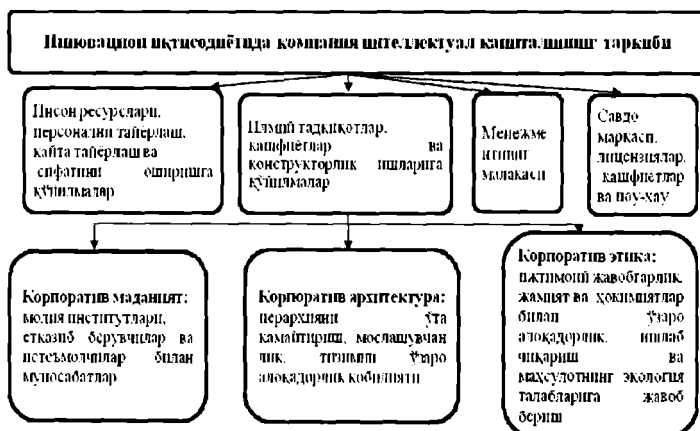 Инновацион иқтисодиётида компания интеллектуал капиталининг таркиби
Инсон ресурслари,
персонални тайёрлаш,
қайта тайёрлаш ва
сифатини оширишга
қўйилмалар
Илмий тадқиқотлар,
кашфиётлар ва
конструкторлик ишларига
қўйилмалар
Менежме
нтнинг
малакаси
Савдо
маркаси,
лицензиялар,
кашфиётлар
ва ноу-хау
Корпоратив маданият:
молия институтлари,
етказиб берувчилар ва
истеъмолчилар билан
муносабатлар
Корпоратив архитектура:
иерархияни ўта
камайтириш, мослашувчан
лик, тизимли ўзаро
алоқадорлик қобилияти
Корпоратив этика:
ижтимоий жавобгарлик,
жамият ва ҳокимиятлар
билан ўзаро
алоқадорлик, ишлаб
чиқариш ва
маҳсулотнинг экология
талабларига жавоб
бериш